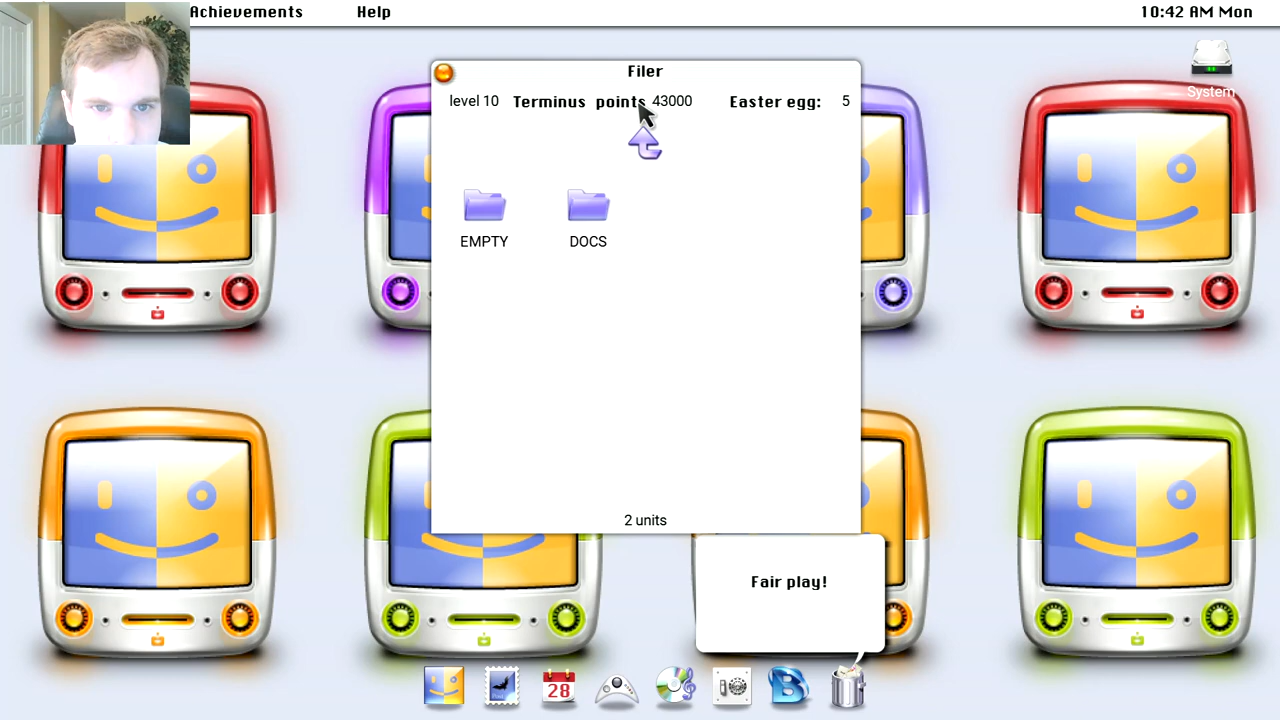 Achievements Help 10:42 AM Mon
Filer
level 10 Terminus points 43000 Easter egg: 5
System
EMPTY DOCS
2 units
Fair play!
28